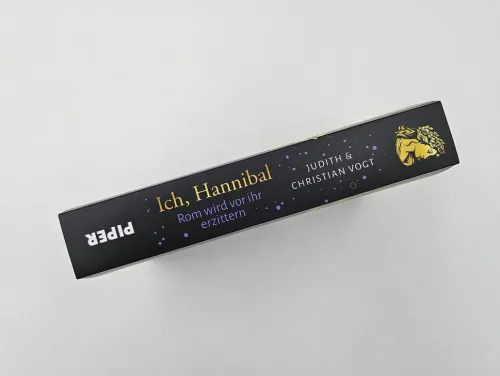 Ich, Hannibal
Rom wird vor ihr
erzittern
JUDITH &
CHRISTIAN VOGT
PIPER